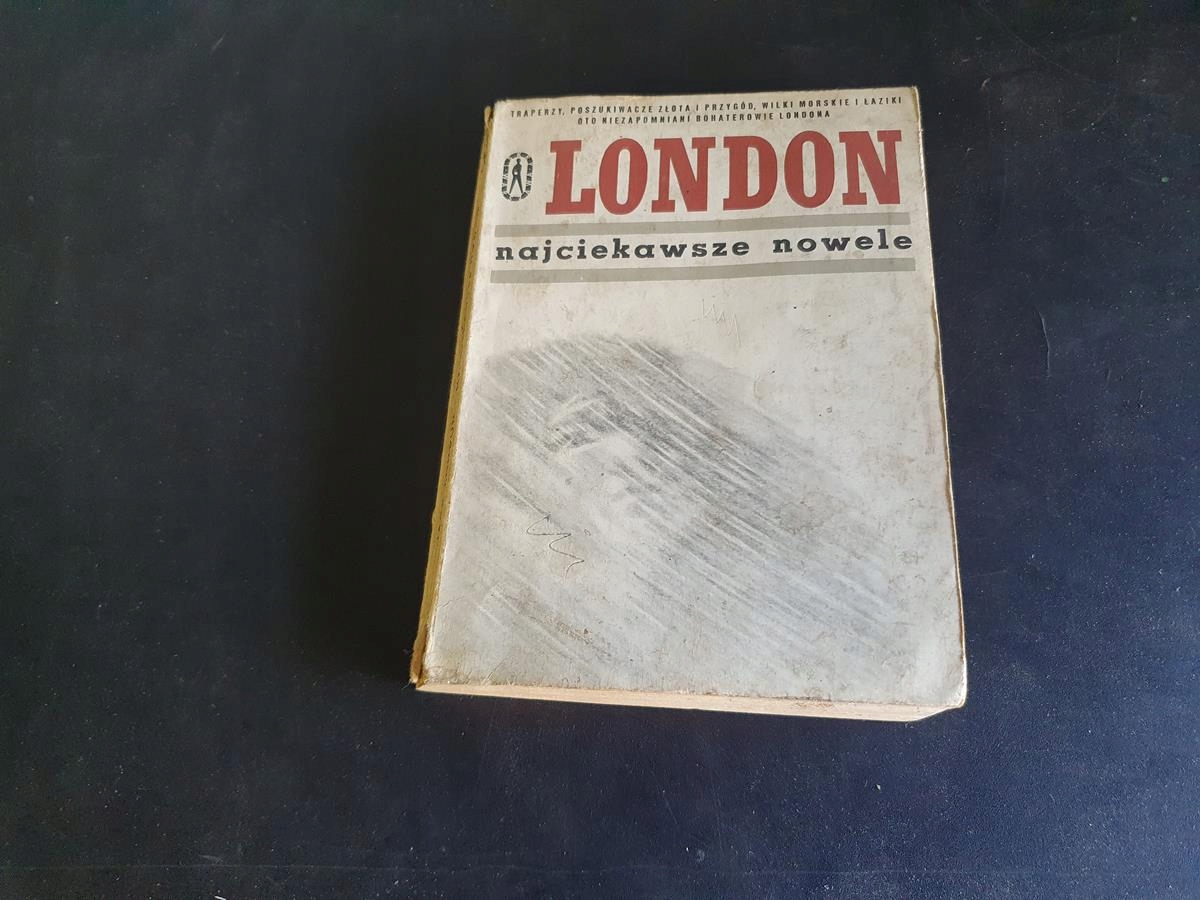 TRAPERZY, POSZUKIWACZE ZŁOTA I PRZYGÓD, WILKI MORSKIE I ŁAZIKI
OTO NIEZAPOMNIANI BOHATEROWIE LONDONA
LONDON
najciekawsze nowele